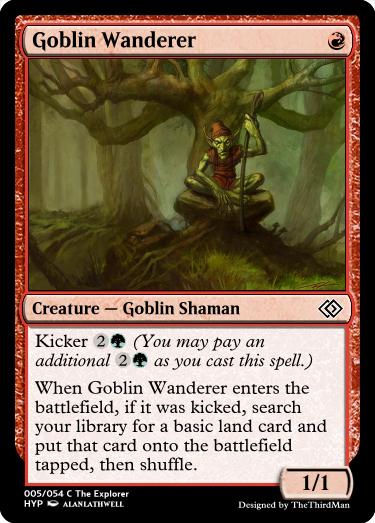 Goblin Wanderer
Creature — Goblin Shaman
Kicker 2 (You may pay an
additional 2 as you cast this spell.)
When Goblin Wanderer enters the
battlefield, if it was kicked, search
your library for a basic land card and
put that card onto the battlefield
tapped, then shuffle.
1/1
005/054 C The Explorer
HYP ALANLATHWELL
Designed by TheThirdMan